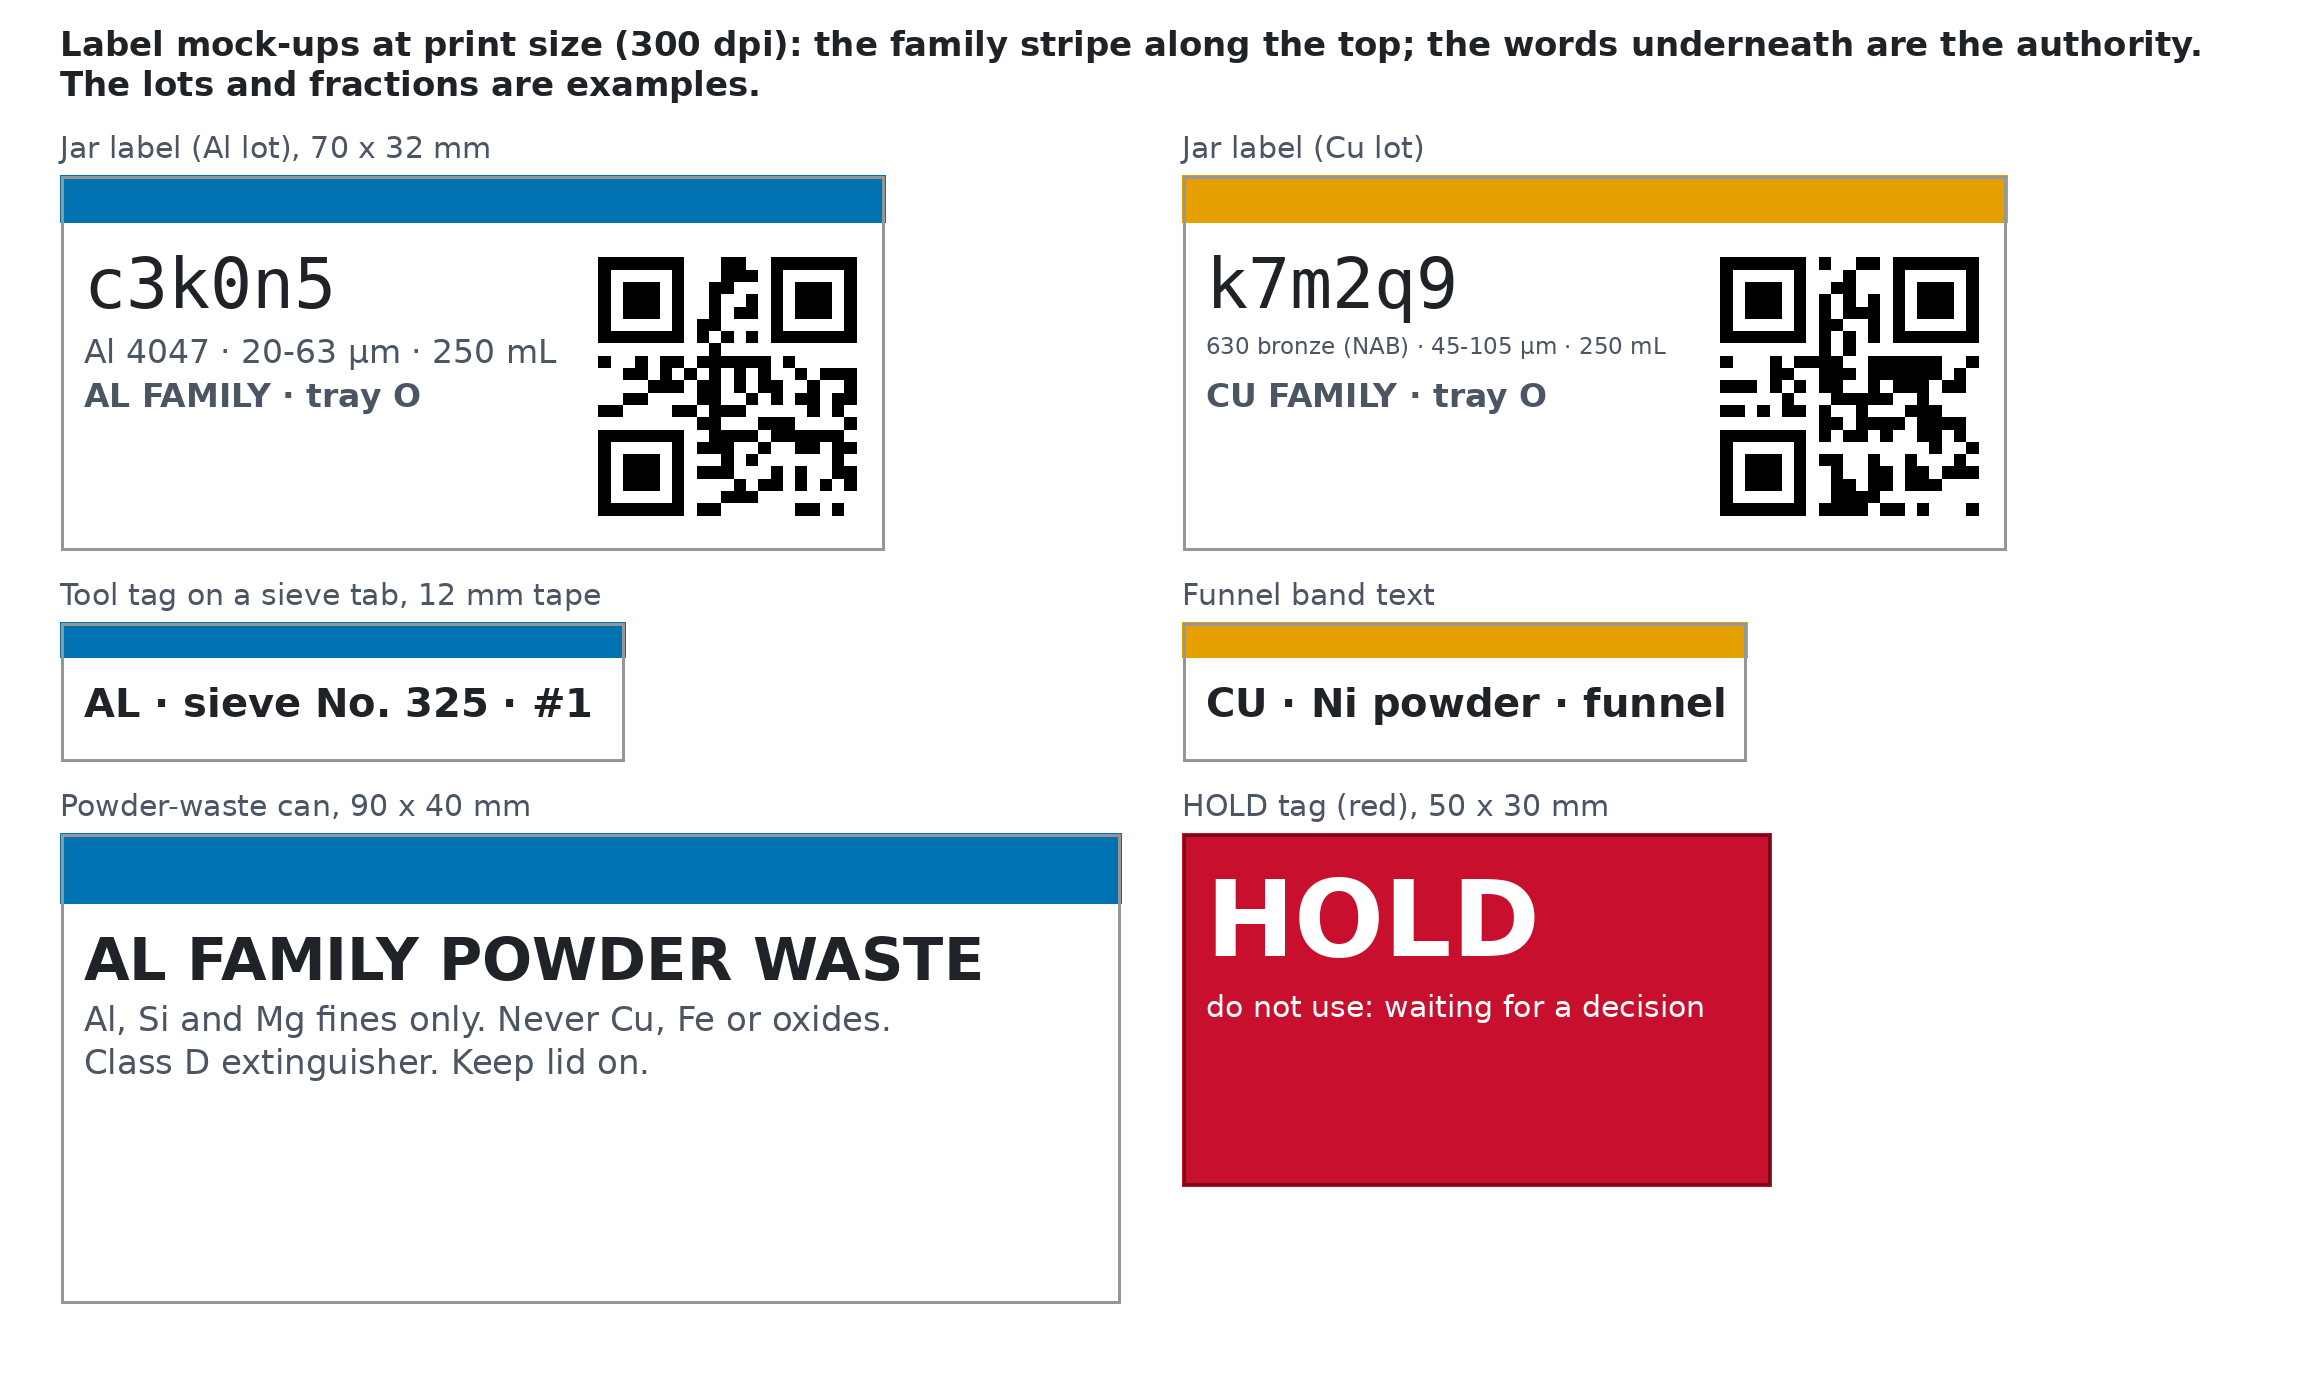 Label mock-ups at print size (300 dpi): the family stripe along the top; the words underneath are the authority.
The lots and fractions are examples.
Jar label (Al lot), 70 x 32 mm
c3k0n5
Al 4047 · 20-63 µm · 250 mL
AL FAMILY · tray O
Jar label (Cu lot)
k7m2q9
630 bronze (NAB) · 45-105 µm · 250 mL
CU FAMILY · tray O
Tool tag on a sieve tab, 12 mm tape
AL · sieve No. 325 · #1
Funnel band text
CU · Ni powder · funnel
Powder-waste can, 90 x 40 mm
AL FAMILY POWDER WASTE
Al, Si and Mg fines only. Never Cu, Fe or oxides.
Class D extinguisher. Keep lid on.
HOLD tag (red), 50 x 30 mm
HOLD
do not use: waiting for a decision